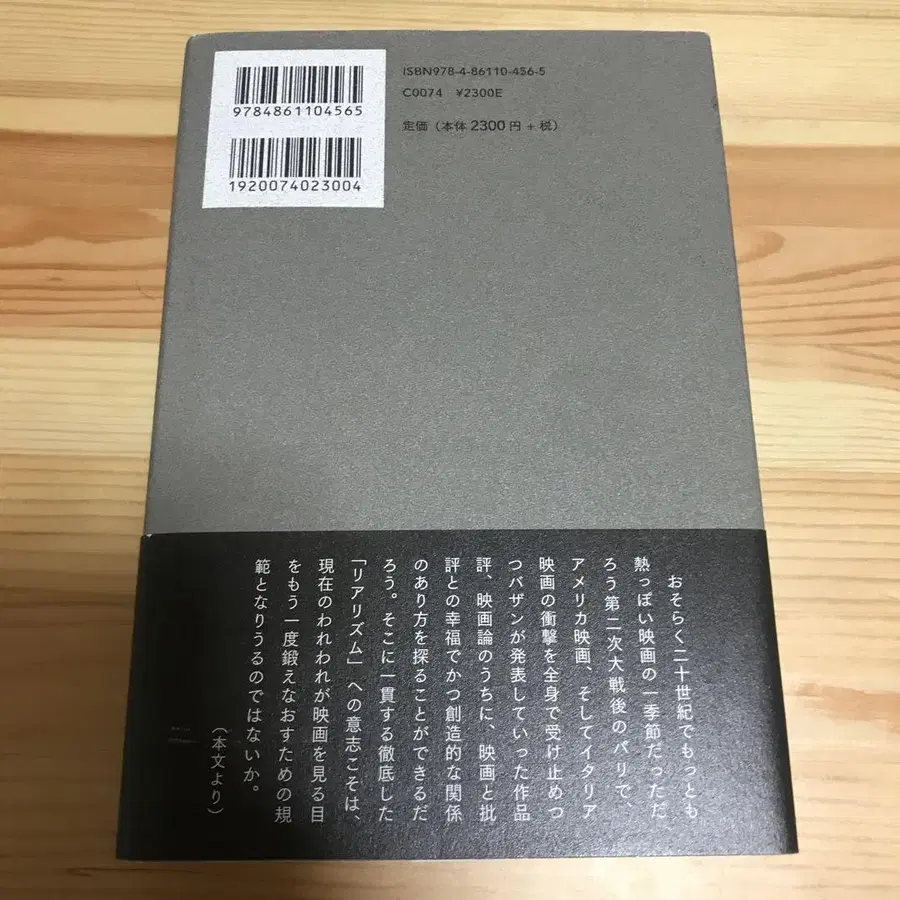 ISBN978-4-86110-456-5
C0074 ¥2300E
定価(本体2300円+税)
9784861104565
1920074023004
おそらく二十世紀でもっとも
熱っぽい映画の一季節だっただ
ろう第二次大戦後のパリで、
アメリカ映画、そしてイタリア
映画の衝撃を全身で受け止めつ
つバザンが発表していった作品
評、映画論のうちに、映画と批
評との幸福でかつ創造的な関係
のあり方を探ることができるだ
ろう。そこに一貫する徹底した
「リアリズム」への意志こそは、
現在のわれわれが映画を見る目
をもう一度鍛えなおすための規
範となりうるのではないか。
(本文より)